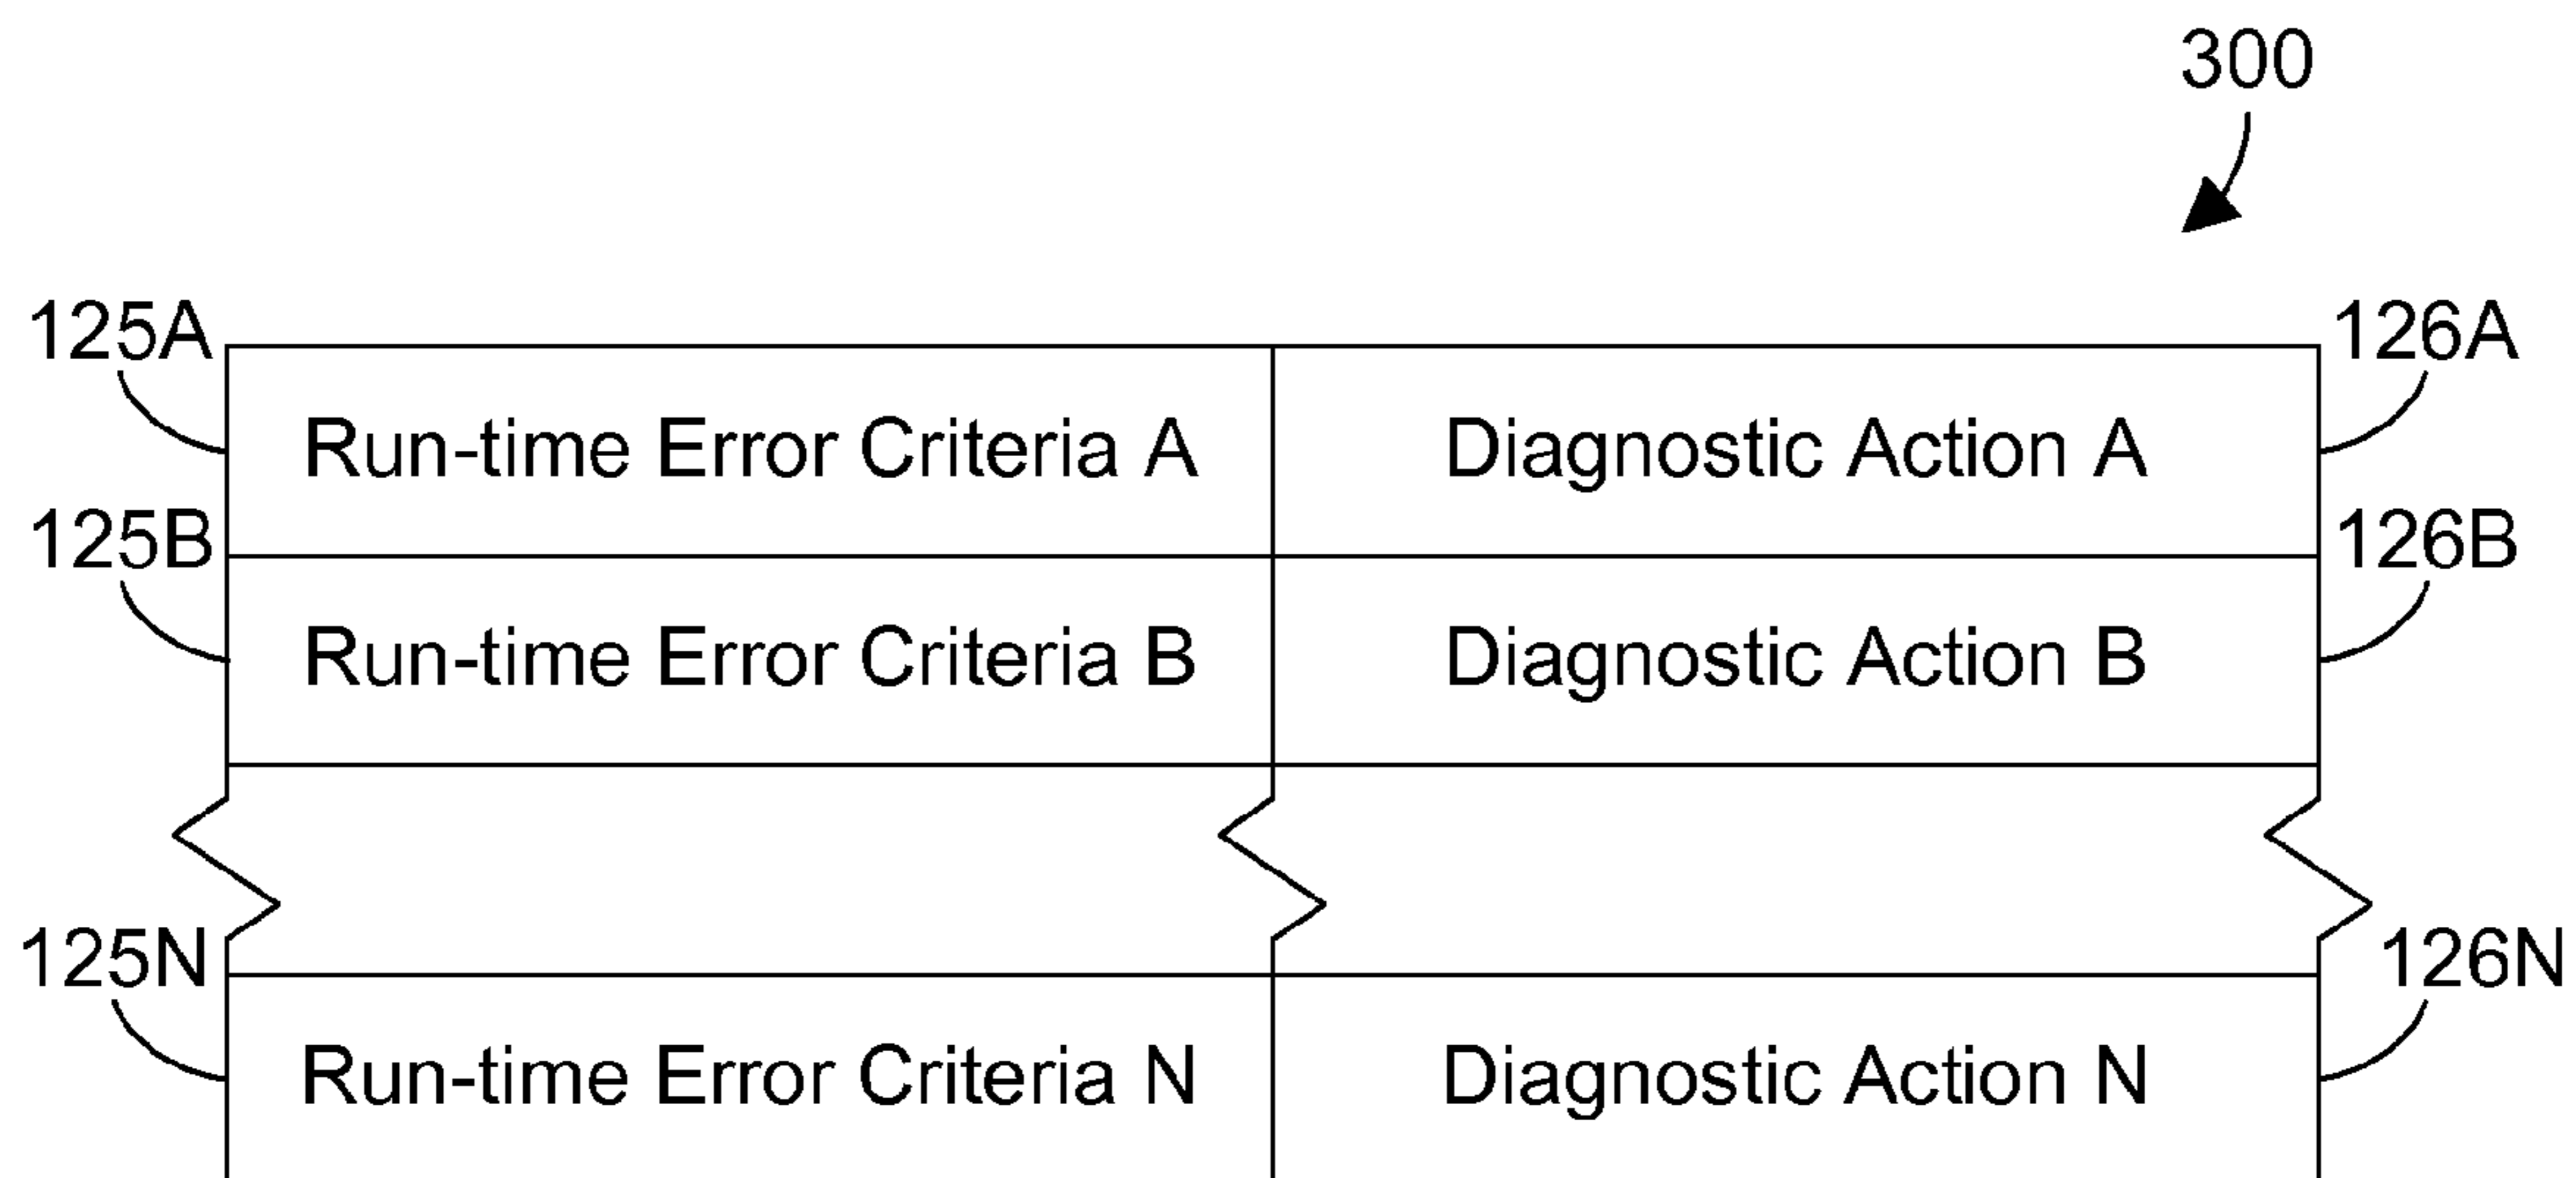 300
125A
126A
Run-time Error Criteria A
Diagnostic Action A
125B
126B
Run-time Error Criteria B
Diagnostic Action B
125N
126N
Run-time Error Criteria N
Diagnostic Action N